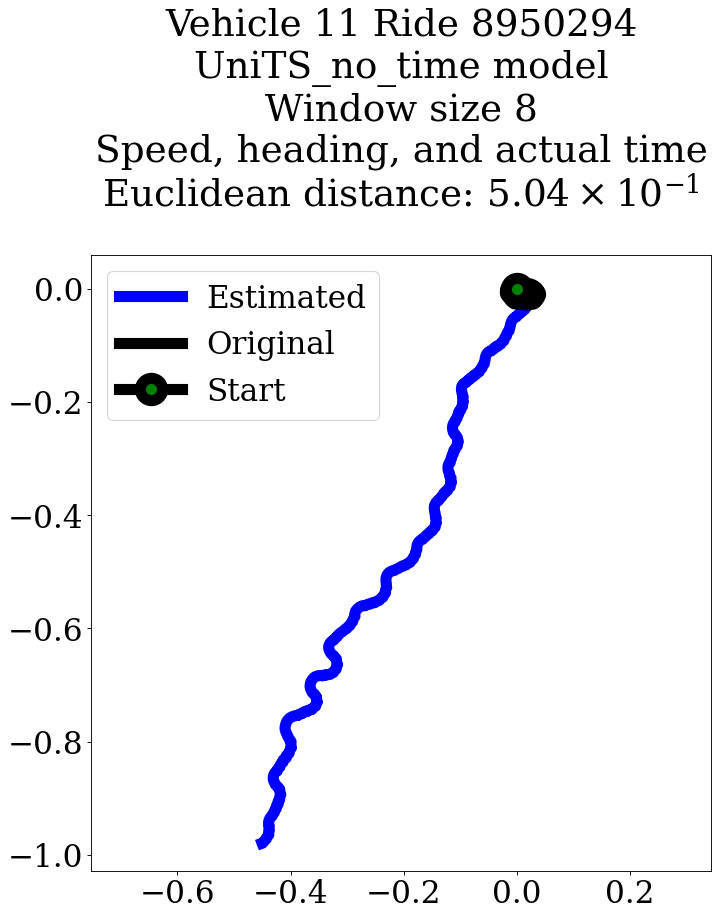 Vehicle 11 Ride 8950294
UniTS_no_time model
Window size 8
Speed, heading, and actual time
Euclidean distance: 5.04 × 10⁻¹
Estimated
Original
Start
0.0
−0.2
−0.4
−0.6
−0.8
−1.0
−0.6 −0.4 −0.2 0.0 0.2